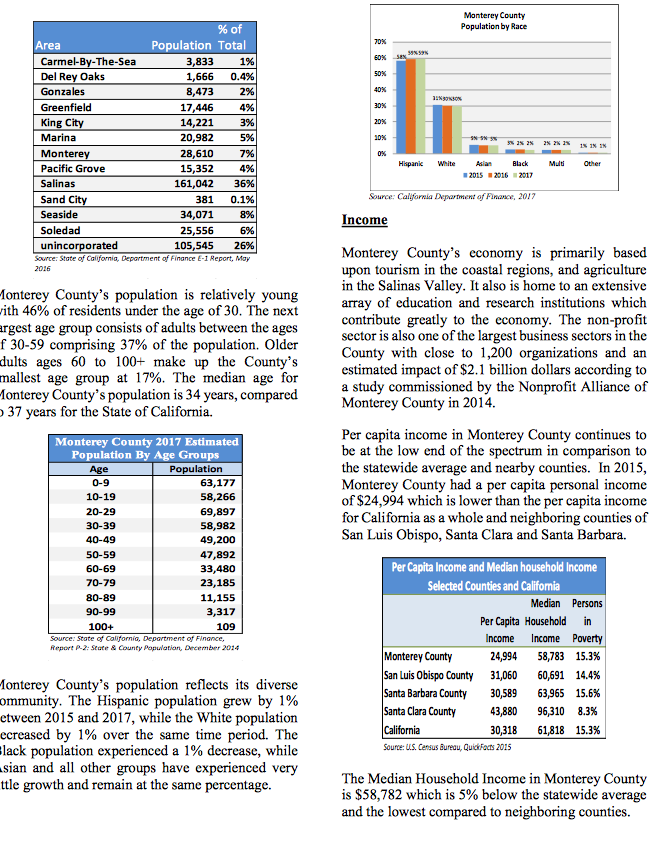 % of
Area Population Total
Carmel-By-The-Sea 3,833 1%
Del Rey Oaks 1,666 0.4%
Gonzales 8,473 2%
Greenfield 17,446 4%
King City 14,221 3%
Marina 20,982 5%
Monterey 28,610 7%
Pacific Grove 15,352 4%
Salinas 161,042 36%
Sand City 381 0.1%
Seaside 34,071 8%
Soledad 25,556 6%
unincorporated 105,545 26%
Source: State of California, Department of Finance E-1 Report, May
2016
Monterey County's population is relatively young
with 46% of residents under the age of 30. The next
largest age group consists of adults between the ages
of 30-59 comprising 37% of the population. Older
adults ages 60 to 100+ make up the County's
smallest age group at 17%. The median age for
Monterey County's population is 34 years, compared
to 37 years for the State of California.
Monterey County 2017 Estimated
Population By Age Groups
Age Population
0-9 63,177
10-19 58,266
20-29 69,897
30-39 58,982
40-49 49,200
50-59 47,892
60-69 33,480
70-79 23,185
80-89 11,155
90-99 3,317
100+ 109
Source: State of California, Department of Finance,
Report P-2: State & County Population, December 2014
Monterey County's population reflects its diverse
community. The Hispanic population grew by 1%
between 2015 and 2017, while the White population
decreased by 1% over the same time period. The
Black population experienced a 1% decrease, while
Asian and all other groups have experienced very
little growth and remain at the same percentage.
Monterey County
Population by Race
70%
60%
50%
40%
30%
20%
10%
0%
58% 59% 59%
31% 30% 30%
5% 5% 5%
3% 2% 2%
2% 2% 2%
1% 1% 1%
Hispanic White Asian Black Multi Other
2015 2016 2017
Source: California Department of Finance, 2017
Income
Monterey County's economy is primarily based
upon tourism in the coastal regions, and agriculture
in the Salinas Valley. It also is home to an extensive
array of education and research institutions which
contribute greatly to the economy. The non-profit
sector is also one of the largest business sectors in the
County with close to 1,200 organizations and an
estimated impact of $2.1 billion dollars according to
a study commissioned by the Nonprofit Alliance of
Monterey County in 2014.
Per capita income in Monterey County continues to
be at the low end of the spectrum in comparison to
the statewide average and nearby counties. In 2015,
Monterey County had a per capita personal income
of $24,994 which is lower than the per capita income
for California as a whole and neighboring counties of
San Luis Obispo, Santa Clara and Santa Barbara.
Per Capita Income and Median household Income
Selected Counties and California
Median Persons
Per Capita Household in
Income Income Poverty
Monterey County 24,994 58,783 15.3%
San Luis Obispo County 31,060 60,691 14.4%
Santa Barbara County 30,589 63,965 15.6%
Santa Clara County 43,880 96,310 8.3%
California 30,318 61,818 15.3%
Source: U.S. Census Bureau, QuickFacts 2015
The Median Household Income in Monterey County
is $58,782 which is 5% below the statewide average
and the lowest compared to neighboring counties.